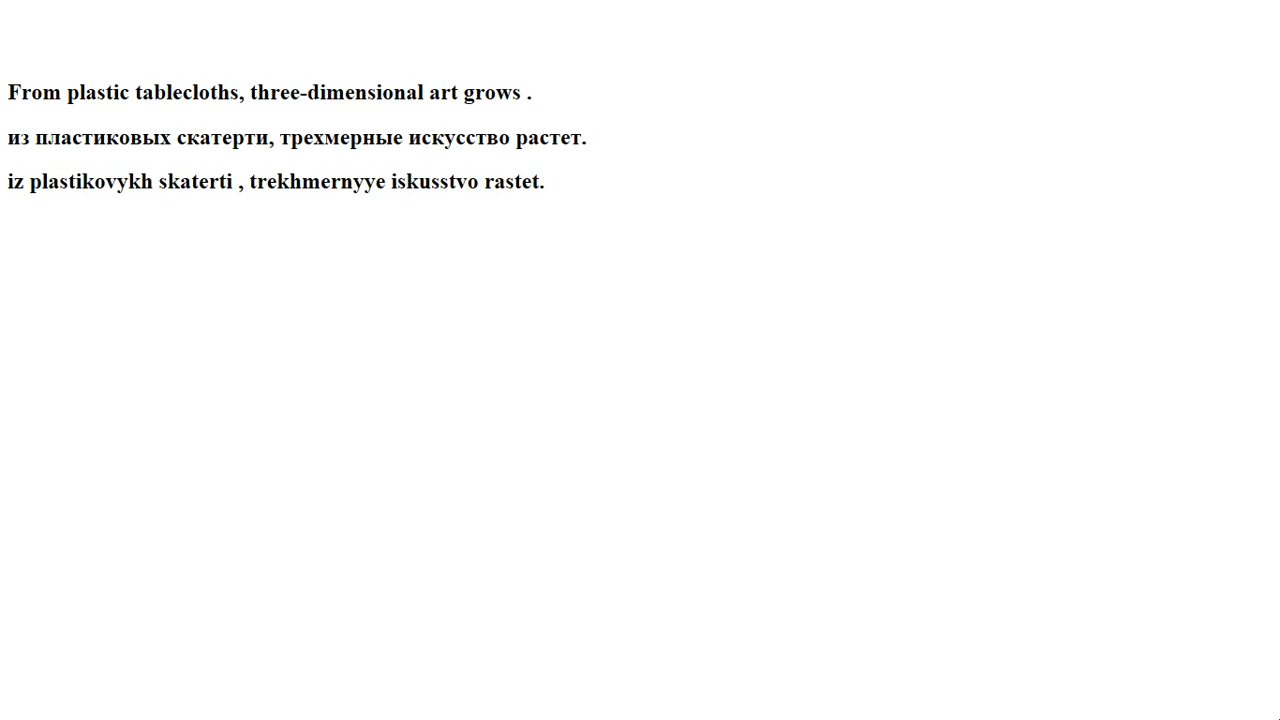 From plastic tablecloths, three-dimensional art grows .
из пластиковых скатерти, трехмерные искусство растет.
iz plastikovykh skaterti , trekhmernyye iskusstvo rastet.